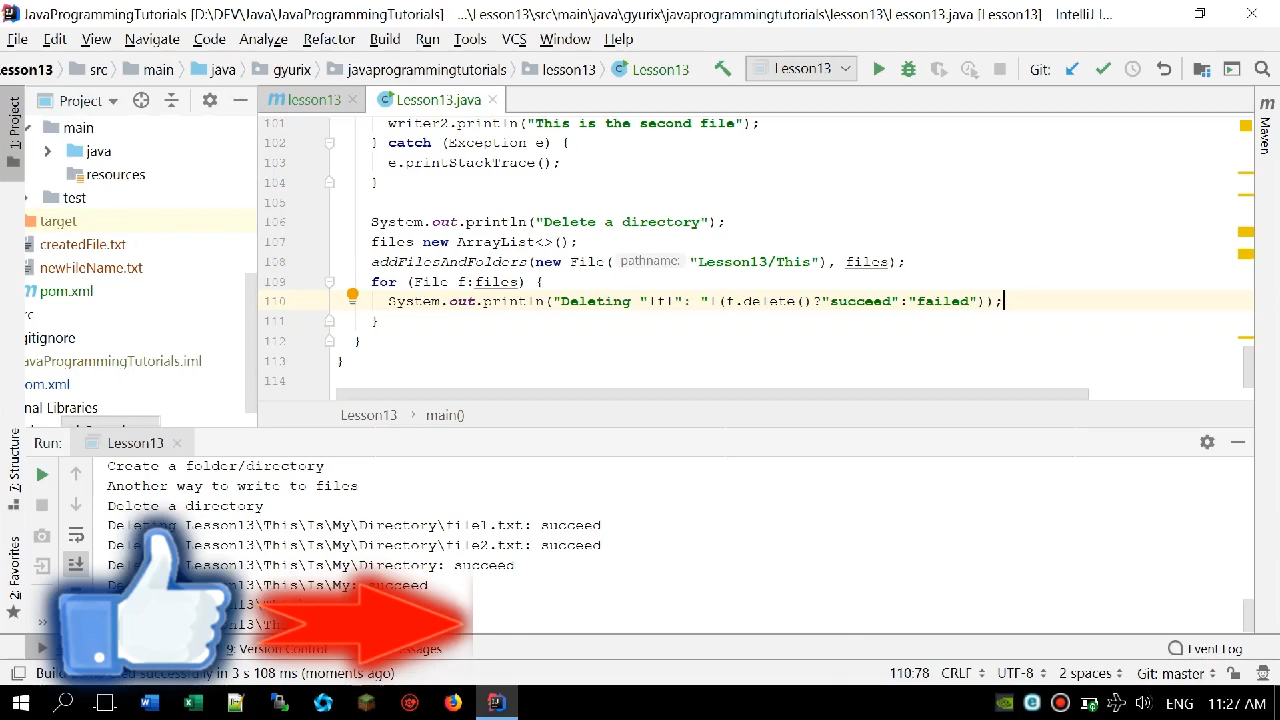 JavaProgrammingTutorials [D:\DEV\Java\JavaProgrammingTutorials] - ...\Lesson13\src\main\java\gyurix\javaprogrammingtutorials\lesson13\Lesson13.java [Lesson13] - IntelliJ I...
File Edit View Navigate Code Analyze Refactor Build Run Tools VCS Window Help
esson13 src main java gyurix javaprogrammingtutorials lesson13 Lesson13 Lesson13 Git:
Project lesson13 Lesson13.java
1: Project
Maven
main
java
resources
test
target
createdFile.txt
newFileName.txt
pom.xml
rc
gitignore
avaProgrammingTutorials.iml
om.xml
nal Libraries
101 writer2.println("This is the second file");
102 } catch (Exception e) {
103 e.printStackTrace();
104 }
105
106 System.out.println("Delete a directory");
107 files new ArrayList<>();
108 addFilesAndFolders(new File( pathname: "Lesson13/This"), files);
109 for (File f:files) {
110 System.out.println("Deleting "+f+": "+(f.delete()?"succeed":"failed"));
111 }
112 }
113 }
114
Lesson13 main()
Run: Lesson13
7: Structure
2: Favorites
Create a folder/directory
Another way to write to files
Delete a directory
Deleting Lesson13\This\Is\My\Directory\file1.txt: succeed
Lesson13\This\Is\My\Directory\file2.txt: succeed
Lesson13\This\Is\My\Directory: succeed
\This\Is\My: succeed
9: Version Control
Event Log
successfully in 3 s 108 ms (moments ago)
110:78 CRLF UTF-8 2 spaces Git: master
ENG 11:27 AM